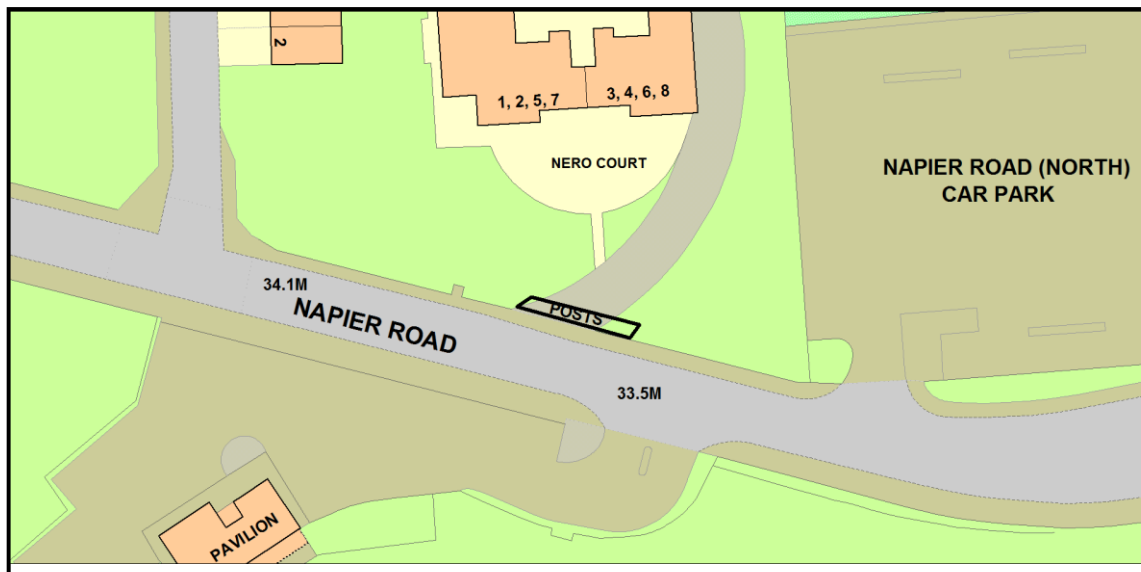 2
1, 2, 5, 7
3, 4, 6, 8
NERO COURT
NAPIER ROAD (NORTH)
CAR PARK
34.1M
NAPIER ROAD
POSTS
33.5M
PAVILION